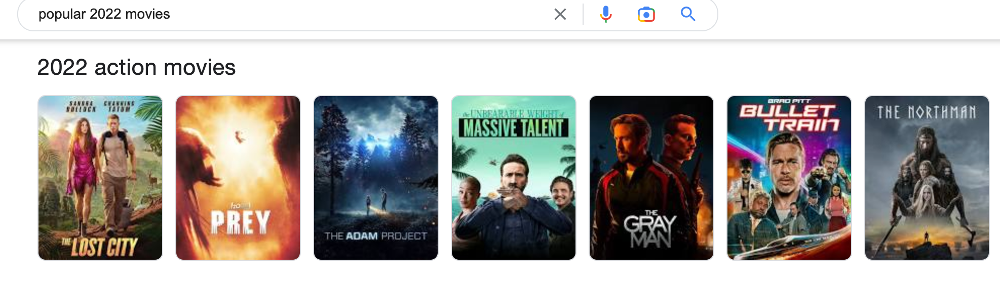 popular 2022 movies
2022 action movies
SANDRA BULLOCK
CHANNING TATUM
THE LOST CITY
PREY
THE ADAM PROJECT
the UNBEARABLE WEIGHT of
MASSIVE TALENT
THE
GRAY
MAN
BRAD PITT
BULLET
TRAIN
THE NORTHMAN